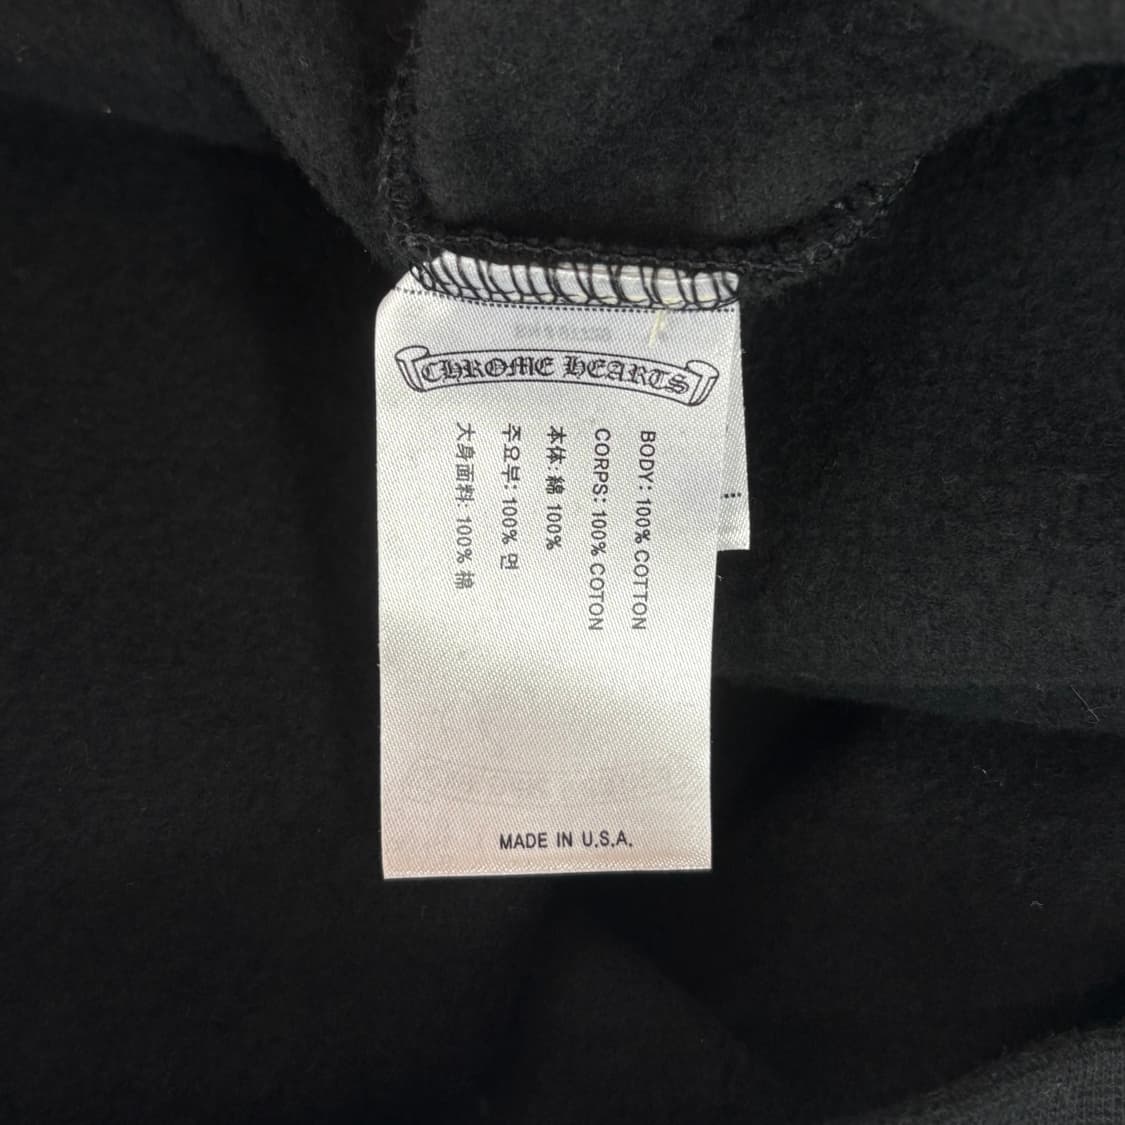 CHROME HEARTS
BODY: 100% COTTON
CORPS: 100% COTON
本体: 綿 100%
주요부: 100% 면
大身面料: 100% 棉
MADE IN U.S.A.